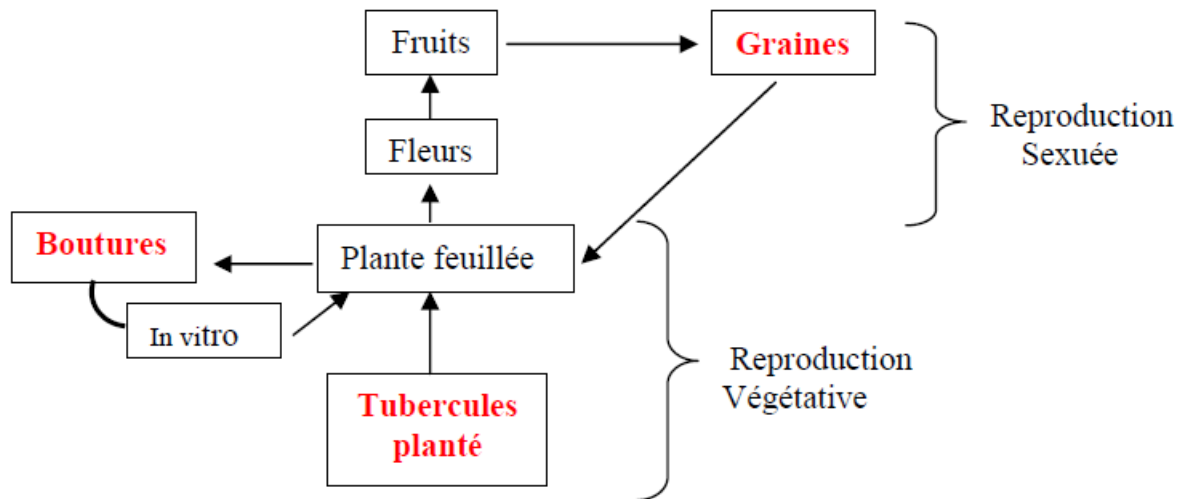 Fruits
Graines
Reproduction
Sexuée
Fleurs
Boutures
Plante feuillée
In vitro
Reproduction
Végétative
Tubercules
planté